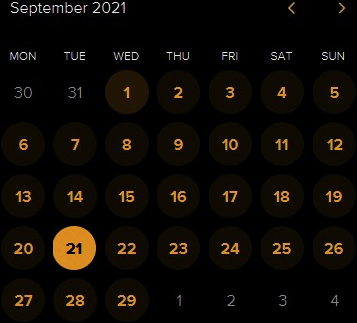 September 2021
MON TUE WED THU FRI SAT SUN
30 31 1 2 3 4 5
6 7 8 9 10 11 12
13 14 15 16 17 18 19
20 21 22 23 24 25 26
27 28 29 1 2 3 4